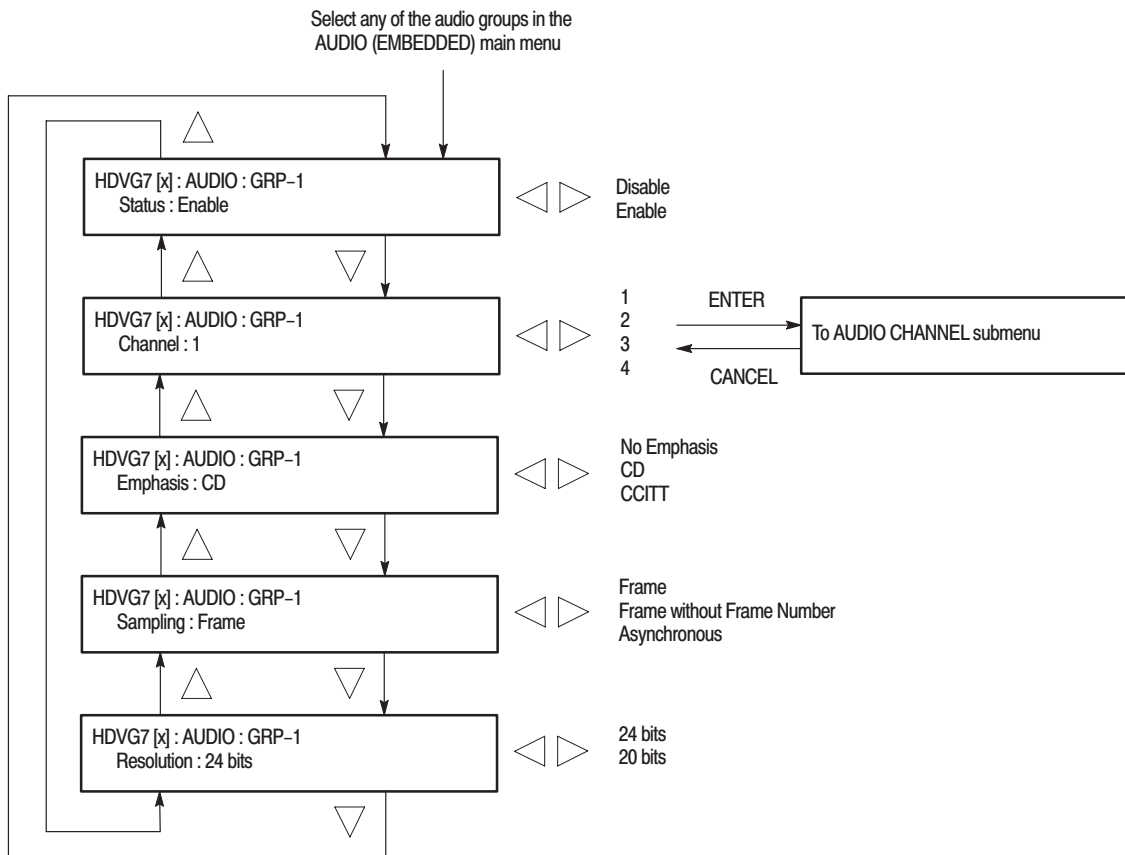 Select any of the audio groups in the
AUDIO (EMBEDDED) main menu
HDVG7 [x] : AUDIO : GRP–1
Status : Enable
Disable
Enable
HDVG7 [x] : AUDIO : GRP–1
Channel : 1
1
2
3
4
ENTER
CANCEL
To AUDIO CHANNEL submenu
HDVG7 [x] : AUDIO : GRP–1
Emphasis : CD
No Emphasis
CD
CCITT
HDVG7 [x] : AUDIO : GRP–1
Sampling : Frame
Frame
Frame without Frame Number
Asynchronous
HDVG7 [x] : AUDIO : GRP–1
Resolution : 24 bits
24 bits
20 bits